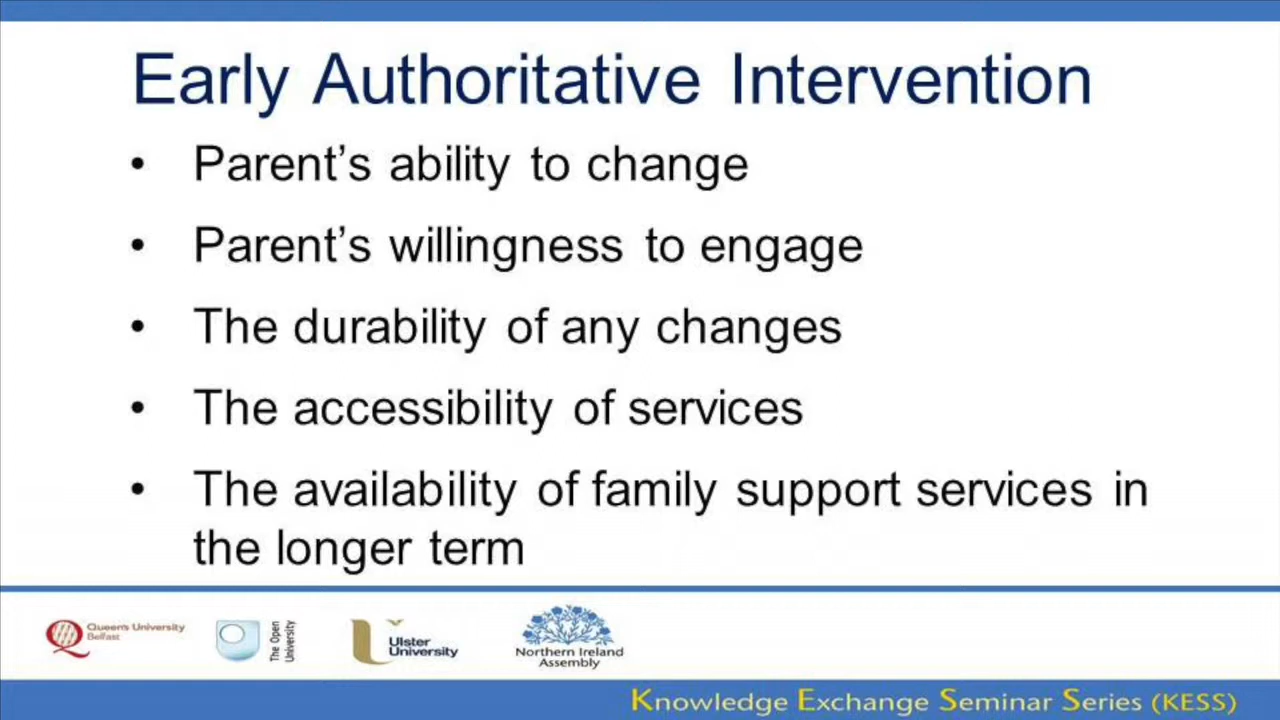 Early Authoritative Intervention
• Parent's ability to change
• Parent's willingness to engage
• The durability of any changes
• The accessibility of services
• The availability of family support services in
the longer term
Queen's University
Belfast
The Open
University
Ulster
University
Northern Ireland
Assembly
Knowledge Exchange Seminar Series (KESS)